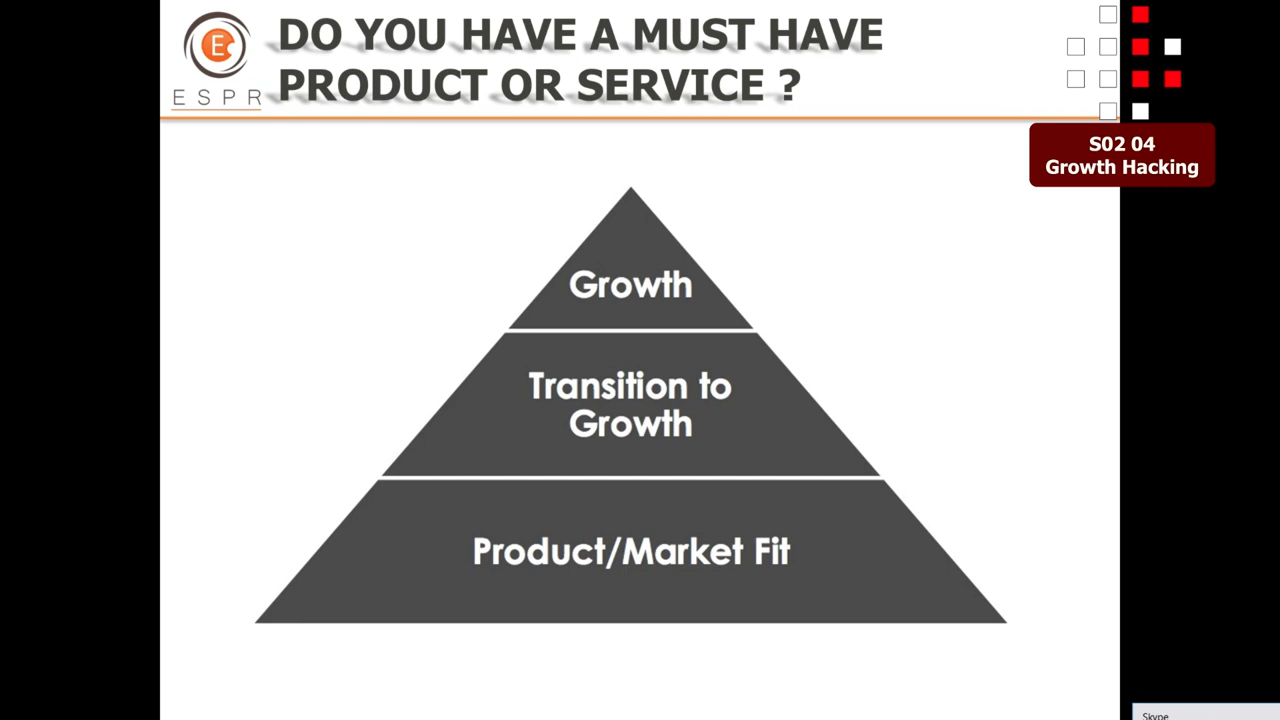 DO YOU HAVE A MUST HAVE
PRODUCT OR SERVICE ?
E
E S P R
S02 04
Growth Hacking
Growth
Transition to
Growth
Product/Market Fit
Skype